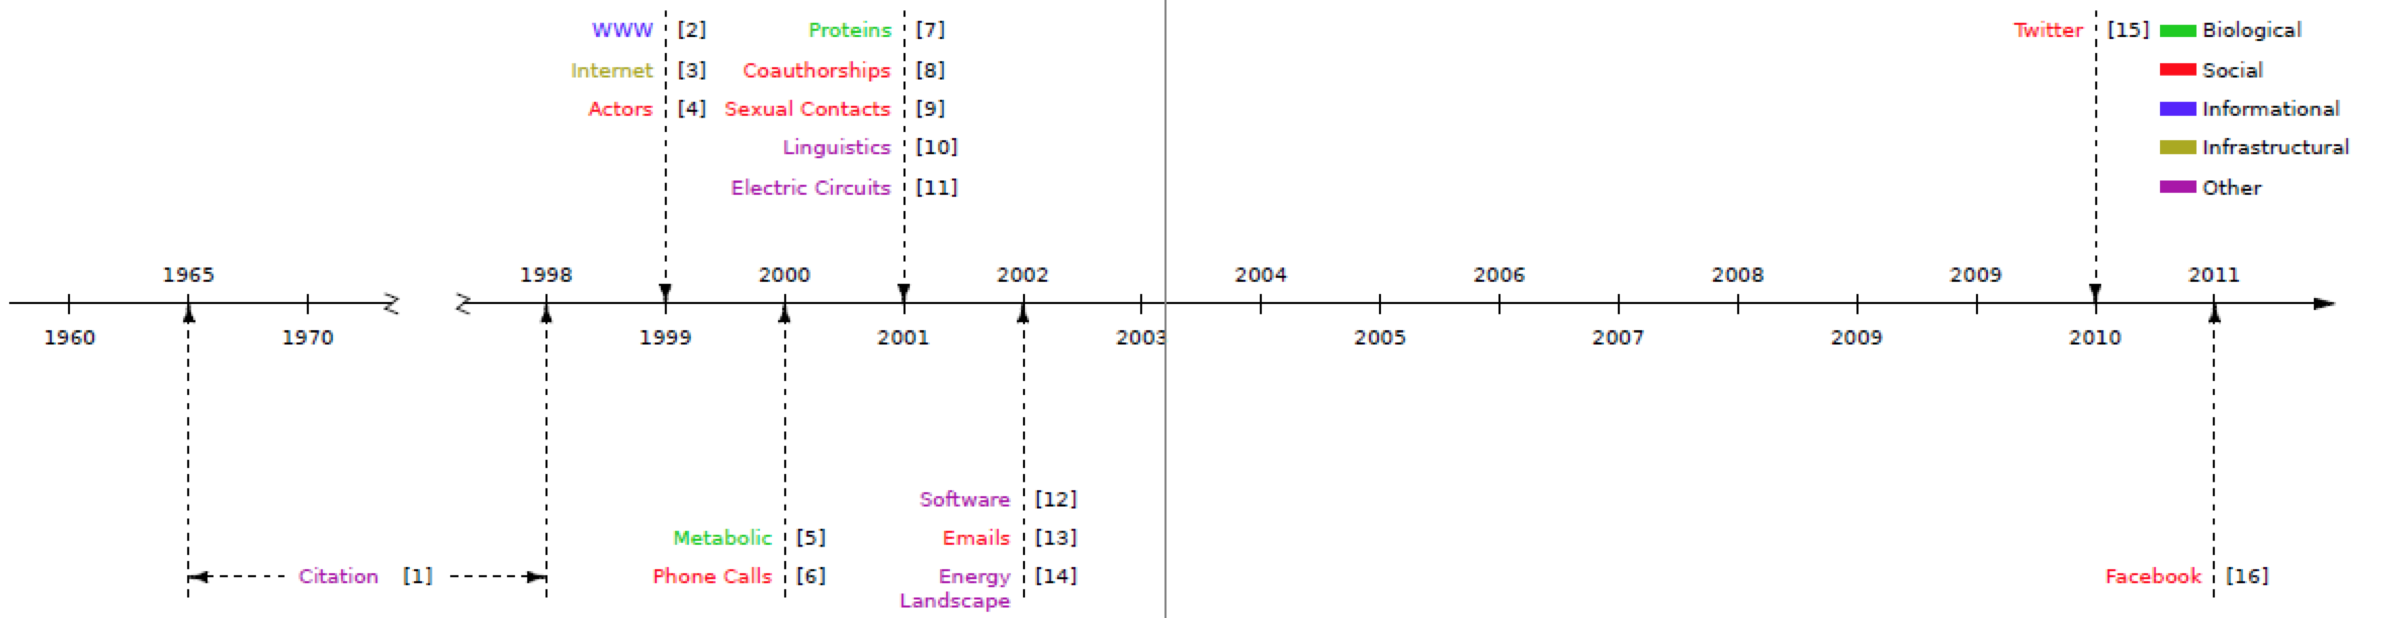 WWW [2] Proteins [7] Twitter [15] Biological
Internet [3] Coauthorships [8] Social
Actors [4] Sexual Contacts [9] Informational
Linguistics [10] Infrastructural
Electric Circuits [11] Other
1965 1998 2000 2002 2004 2006 2008 2009 2011
1960 1970 1999 2001 2003 2005 2007 2009 2010
Software [12]
Metabolic [5] Emails [13]
Citation [1] Phone Calls [6] Energy [14] Facebook [16]
Landscape